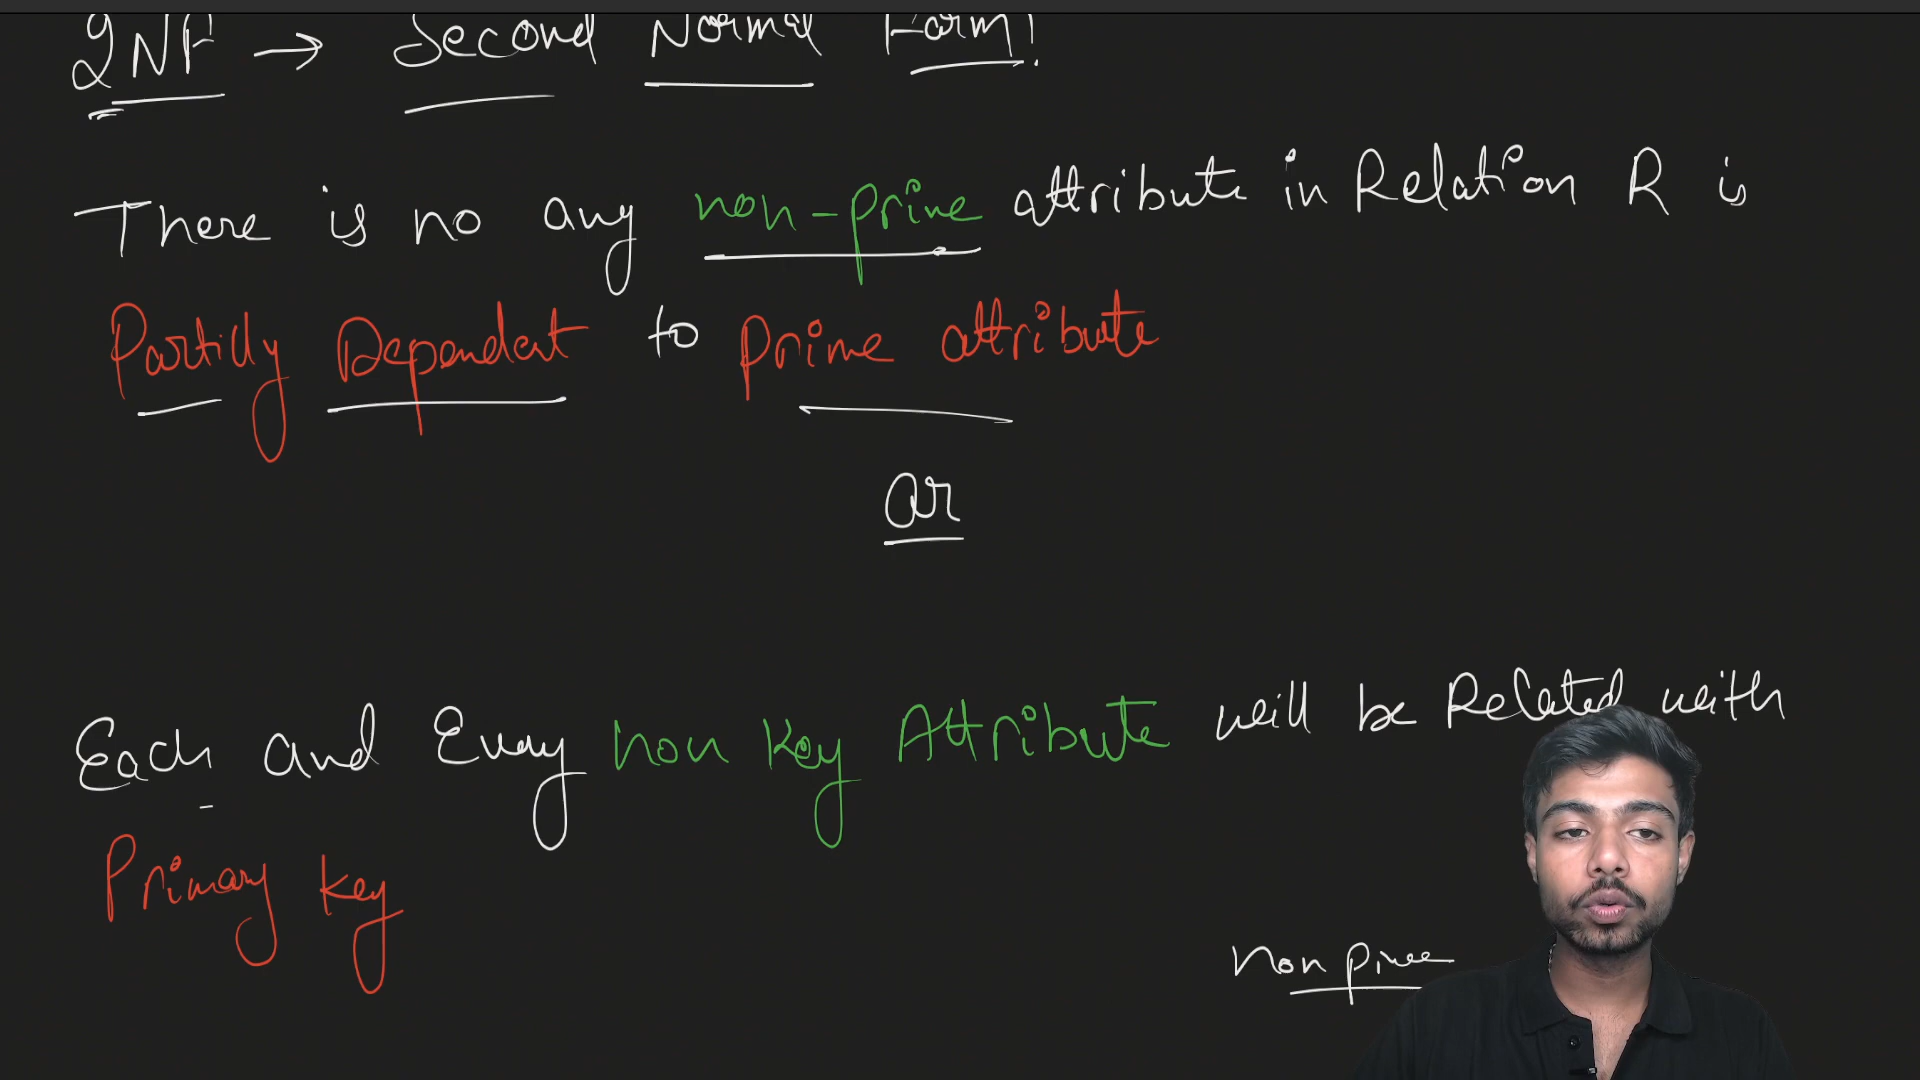 2NF → Second Normal Form!
There is no any non-prime attribute in Relation R is
Partilly Dependent to Prime attribute
or
Each and Every non key Attribute will be Related with
Primary key
non prime